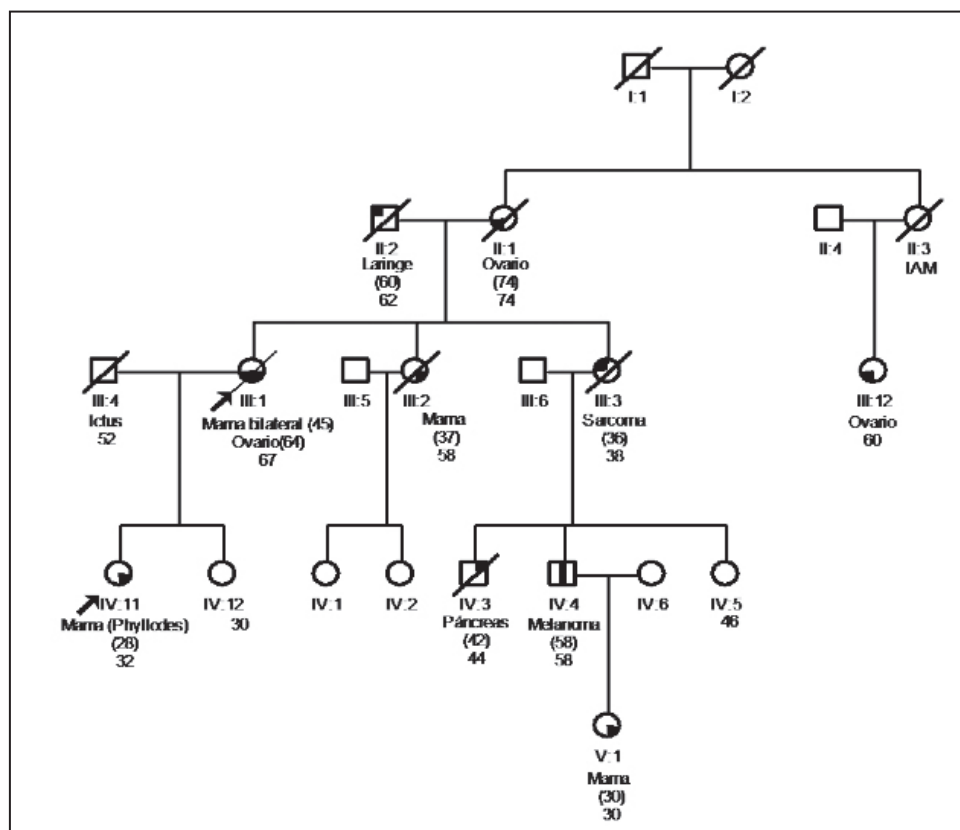 I:1 I:2
II:2 II:1 II:4 II:3
Laringe Ovario IAM
(60) (74)
62 74
III:4 III:1 III:5 III:2 III:6 III:3 III:12
Ictus Mama bilateral (45) Mama Sarcoma Ovario
52 Ovario(64) (37) (36) 60
67 58 38
IV:11 IV:12 IV:1 IV:2 IV:3 IV:4 IV:6 IV:5
Mama (Phyllodes) 30 Páncreas Melanoma 46
(28) (42) (58)
32 44 58
V:1
Mama
(30)
30